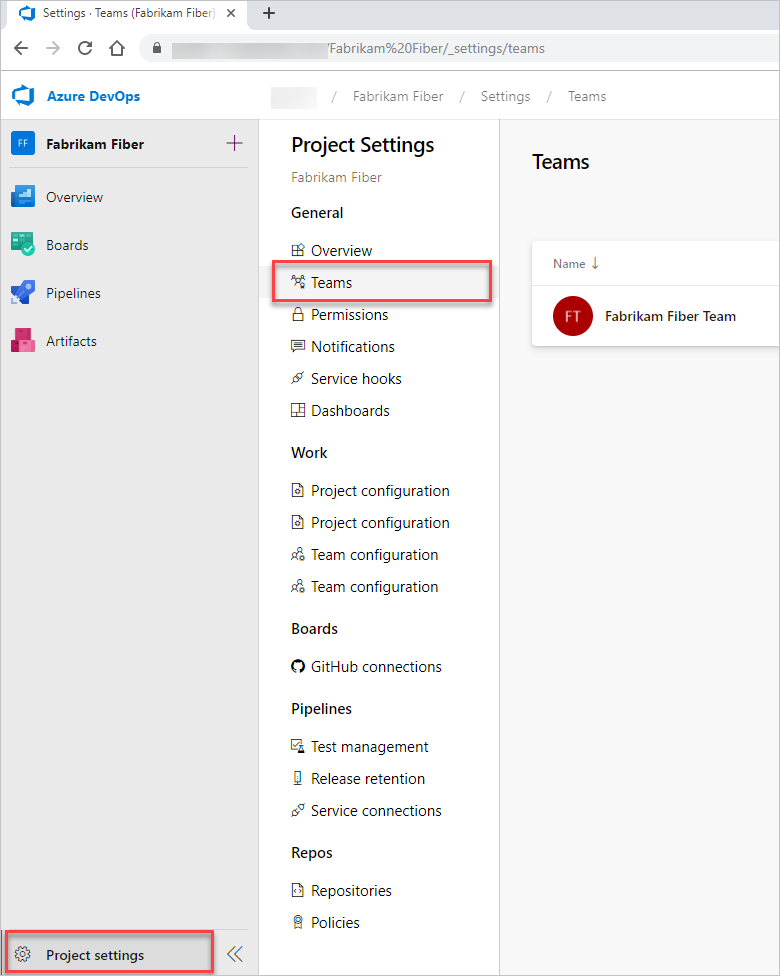 Settings · Teams (Fabrikam Fiber)
/Fabrikam%20Fiber/_settings/teams
Azure DevOps
/ Fabrikam Fiber / Settings / Teams
FF Fabrikam Fiber
Overview
Boards
Pipelines
Artifacts
Project settings
Project Settings
Fabrikam Fiber
General
Overview
Teams
Permissions
Notifications
Service hooks
Dashboards
Work
Project configuration
Project configuration
Team configuration
Team configuration
Boards
GitHub connections
Pipelines
Test management
Release retention
Service connections
Repos
Repositories
Policies
Teams
Name ↓
FT Fabrikam Fiber Team